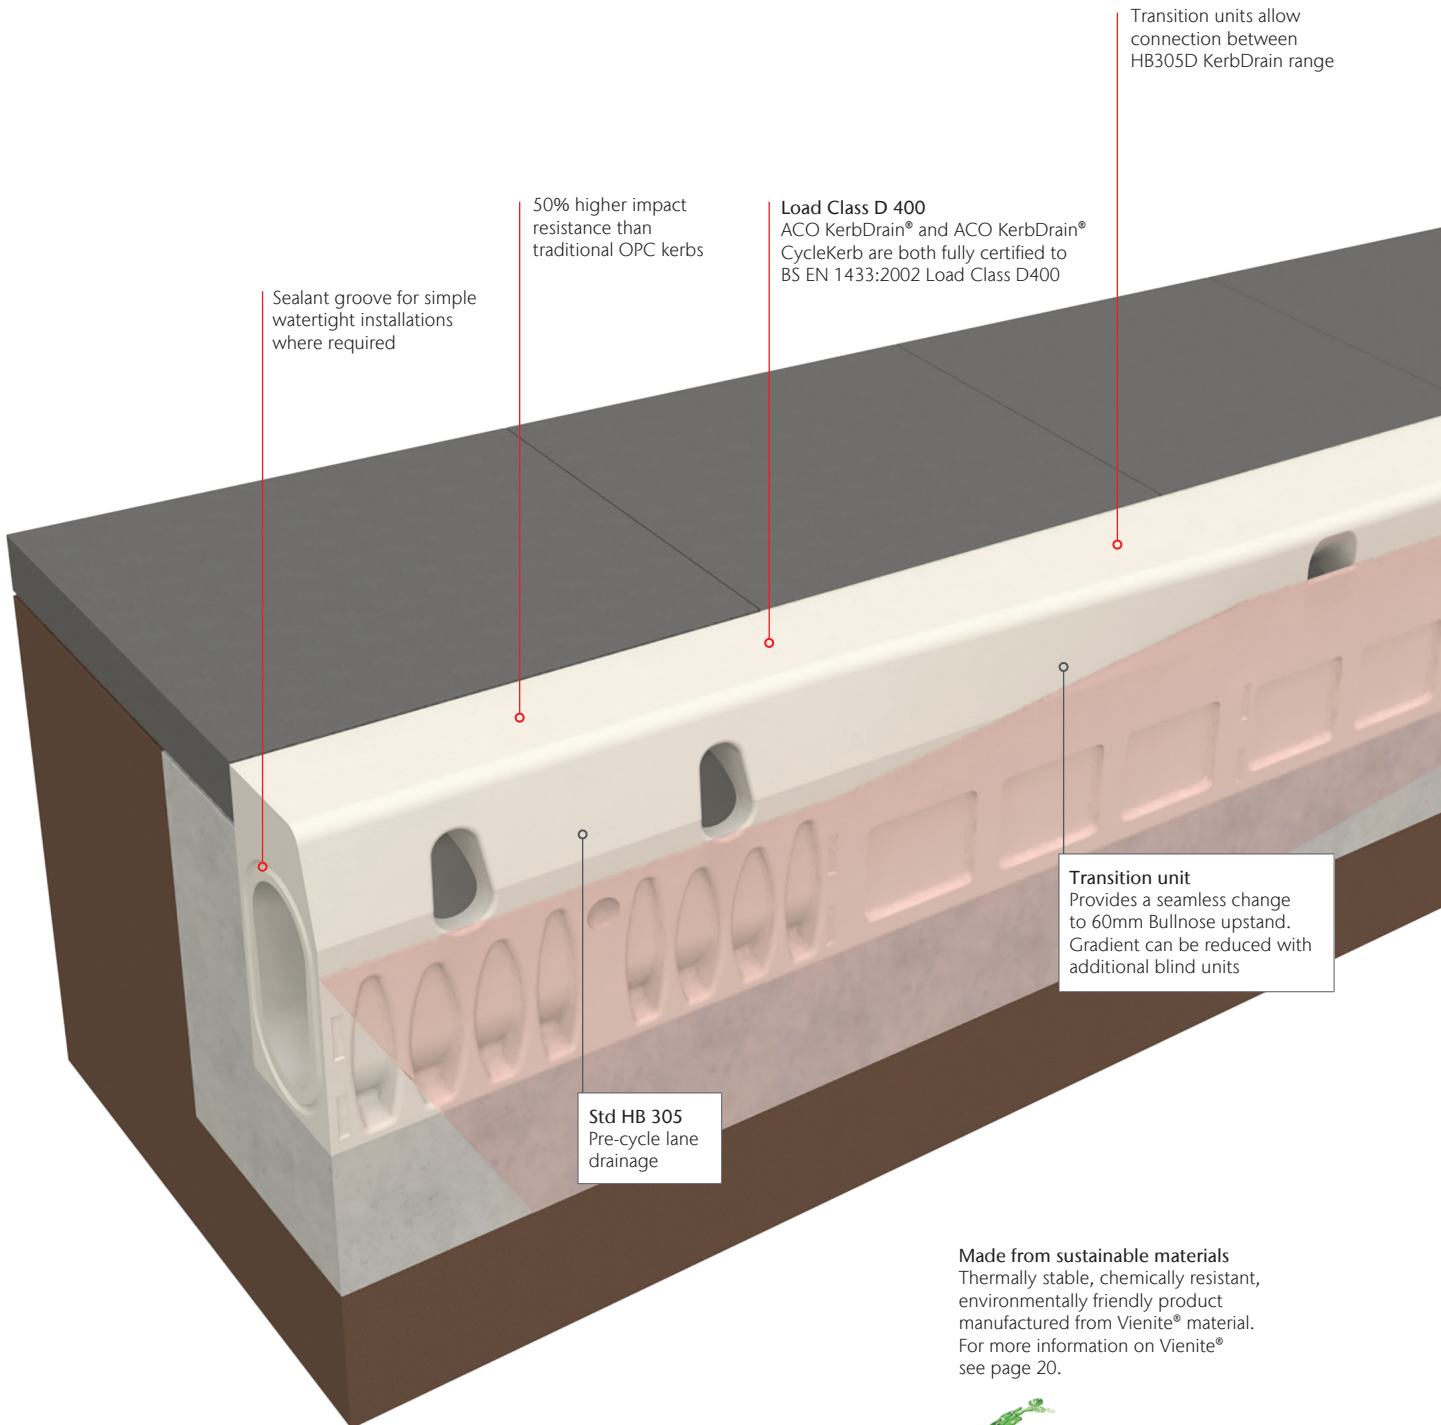 Transition units allow
connection between
HB305D KerbDrain range
50% higher impact
resistance than
traditional OPC kerbs
Load Class D 400
ACO KerbDrain® and ACO KerbDrain®
CycleKerb are both fully certified to
BS EN 1433:2002 Load Class D400
Sealant groove for simple
watertight installations
where required
Transition unit
Provides a seamless change
to 60mm Bullnose upstand.
Gradient can be reduced with
additional blind units
Std HB 305
Pre-cycle lane
drainage
Made from sustainable materials
Thermally stable, chemically resistant,
environmentally friendly product
manufactured from Vienite® material.
For more information on Vienite®
see page 20.